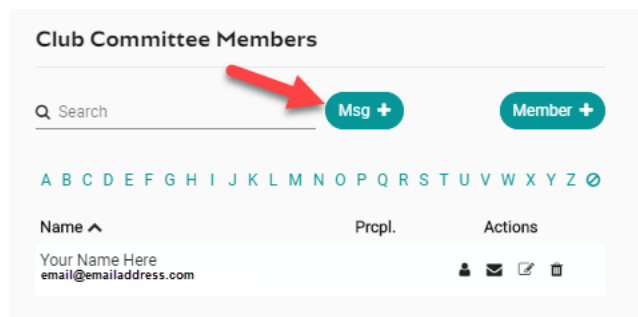 Club Committee Members
Search
Msg +
Member +
A B C D E F G H I J K L M N O P Q R S T U V W X Y Z
Name Prcpl. Actions
Your Name Here
email@emailaddress.com